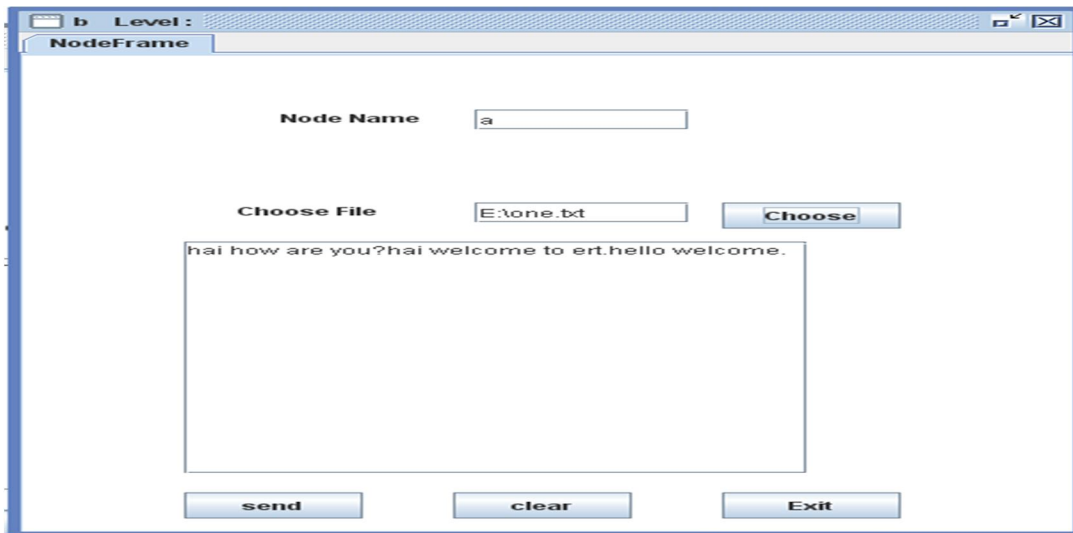 b Level :
NodeFrame
Node Name a
Choose File E:\one.txt Choose
hai how are you?hai welcome to ert.hello welcome.
send clear Exit